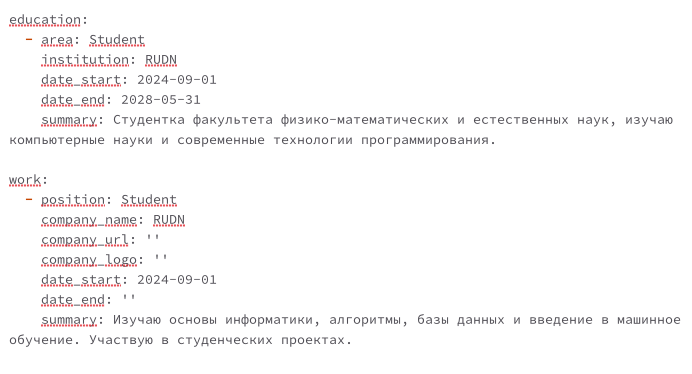 education:
  - area: Student
    institution: RUDN
    date_start: 2024-09-01
    date_end: 2028-05-31
    summary: Студентка факультета физико-математических и естественных наук, изучаю
компьютерные науки и современные технологии программирования.

work:
  - position: Student
    company_name: RUDN
    company_url: ''
    company_logo: ''
    date_start: 2024-09-01
    date_end: ''
    summary: Изучаю основы информатики, алгоритмы, базы данных и введение в машинное
обучение. Участвую в студенческих проектах.